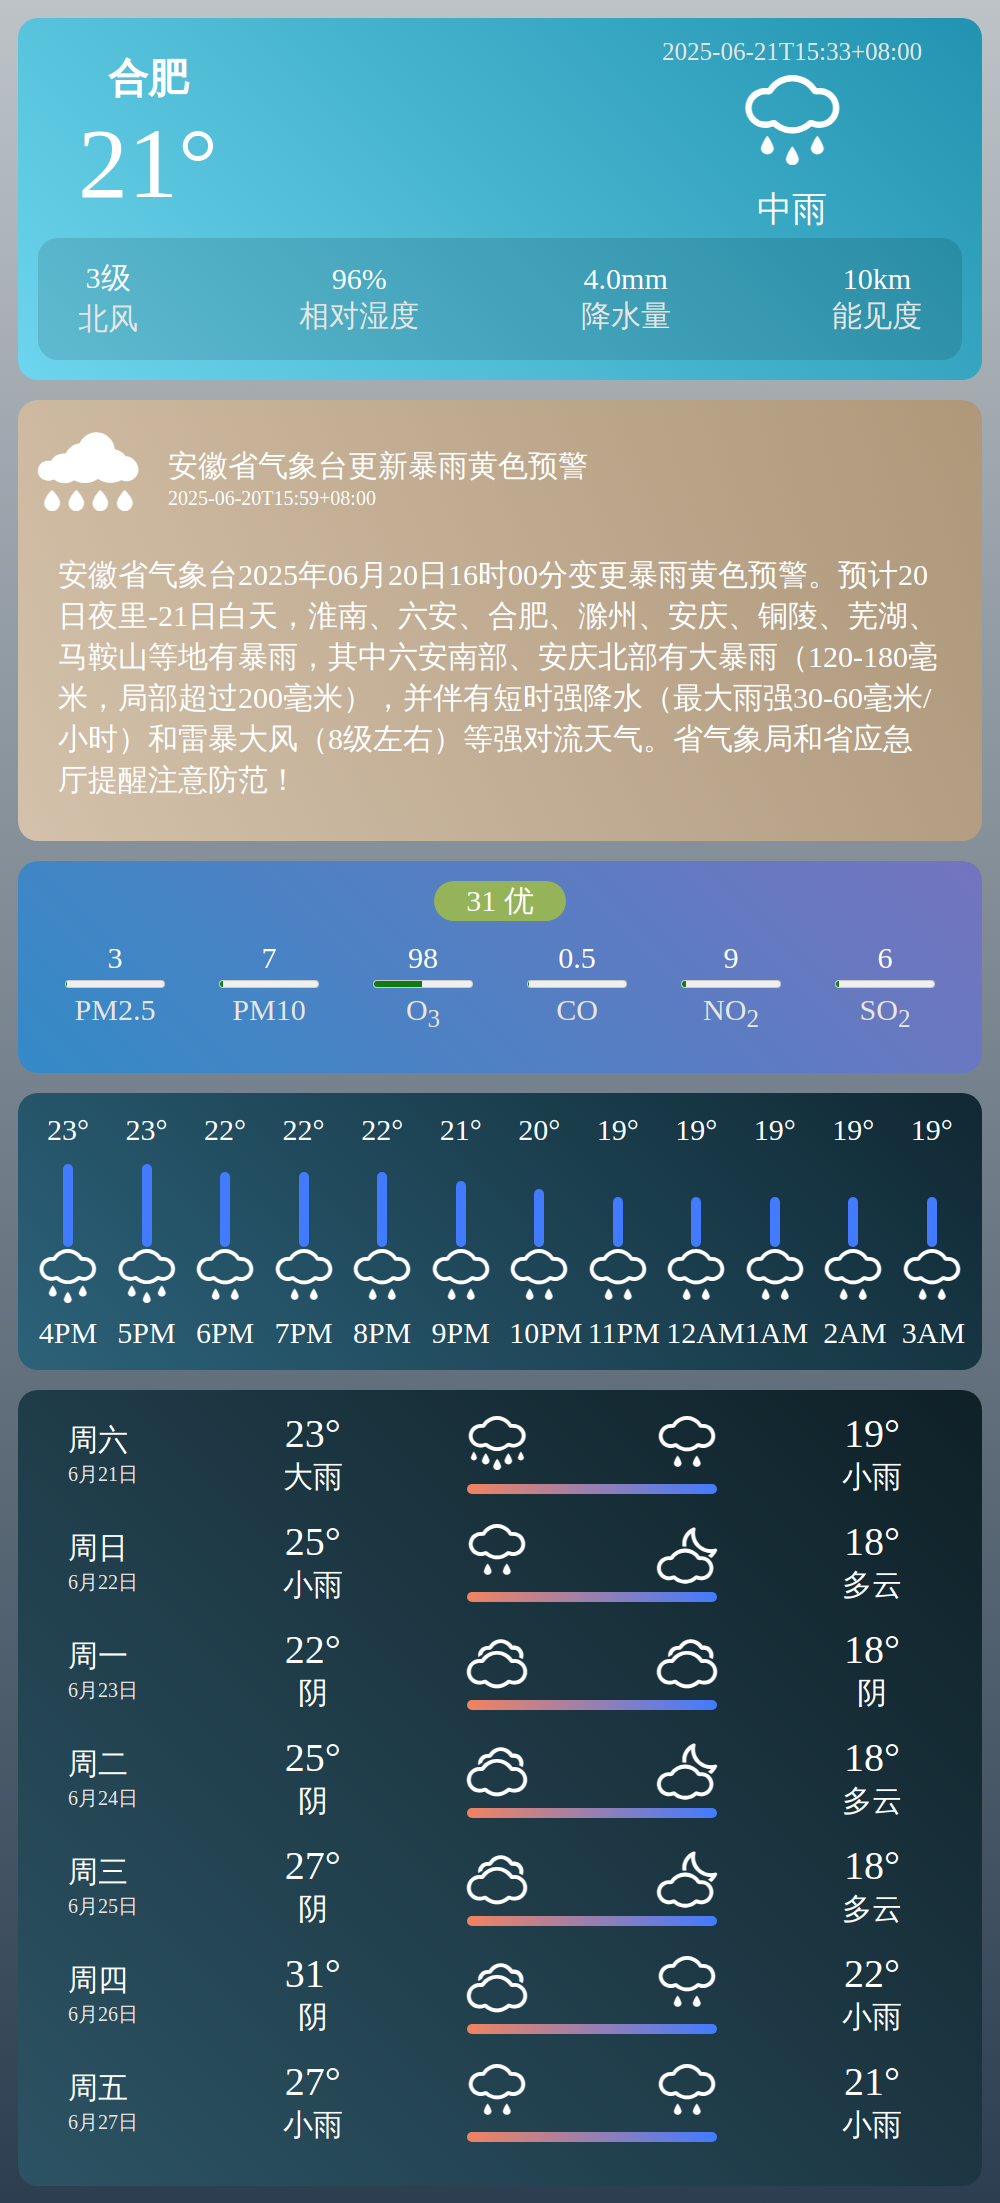 合肥
2025-06-21T15:33+08:00
21°
中雨
3级 96% 4.0mm 10km
北风 相对湿度 降水量 能见度
安徽省气象台更新暴雨黄色预警
2025-06-20T15:59+08:00
安徽省气象台2025年06月20日16时00分变更暴雨黄色预警。预计20
日夜里-21日白天，淮南、六安、合肥、滁州、安庆、铜陵、芜湖、
马鞍山等地有暴雨，其中六安南部、安庆北部有大暴雨（120-180毫
米，局部超过200毫米），并伴有短时强降水（最大雨强30-60毫米/
小时）和雷暴大风（8级左右）等强对流天气。省气象局和省应急
厅提醒注意防范！
31 优
3 7 98 0.5 9 6
PM2.5 PM10 O3 CO NO2 SO2
23° 23° 22° 22° 22° 21° 20° 19° 19° 19° 19° 19°
4PM 5PM 6PM 7PM 8PM 9PM 10PM 11PM 12AM 1AM 2AM 3AM
周六 23° 19°
6月21日 大雨 小雨
周日 25° 18°
6月22日 小雨 多云
周一 22° 18°
6月23日 阴 阴
周二 25° 18°
6月24日 阴 多云
周三 27° 18°
6月25日 阴 多云
周四 31° 22°
6月26日 阴 小雨
周五 27° 21°
6月27日 小雨 小雨